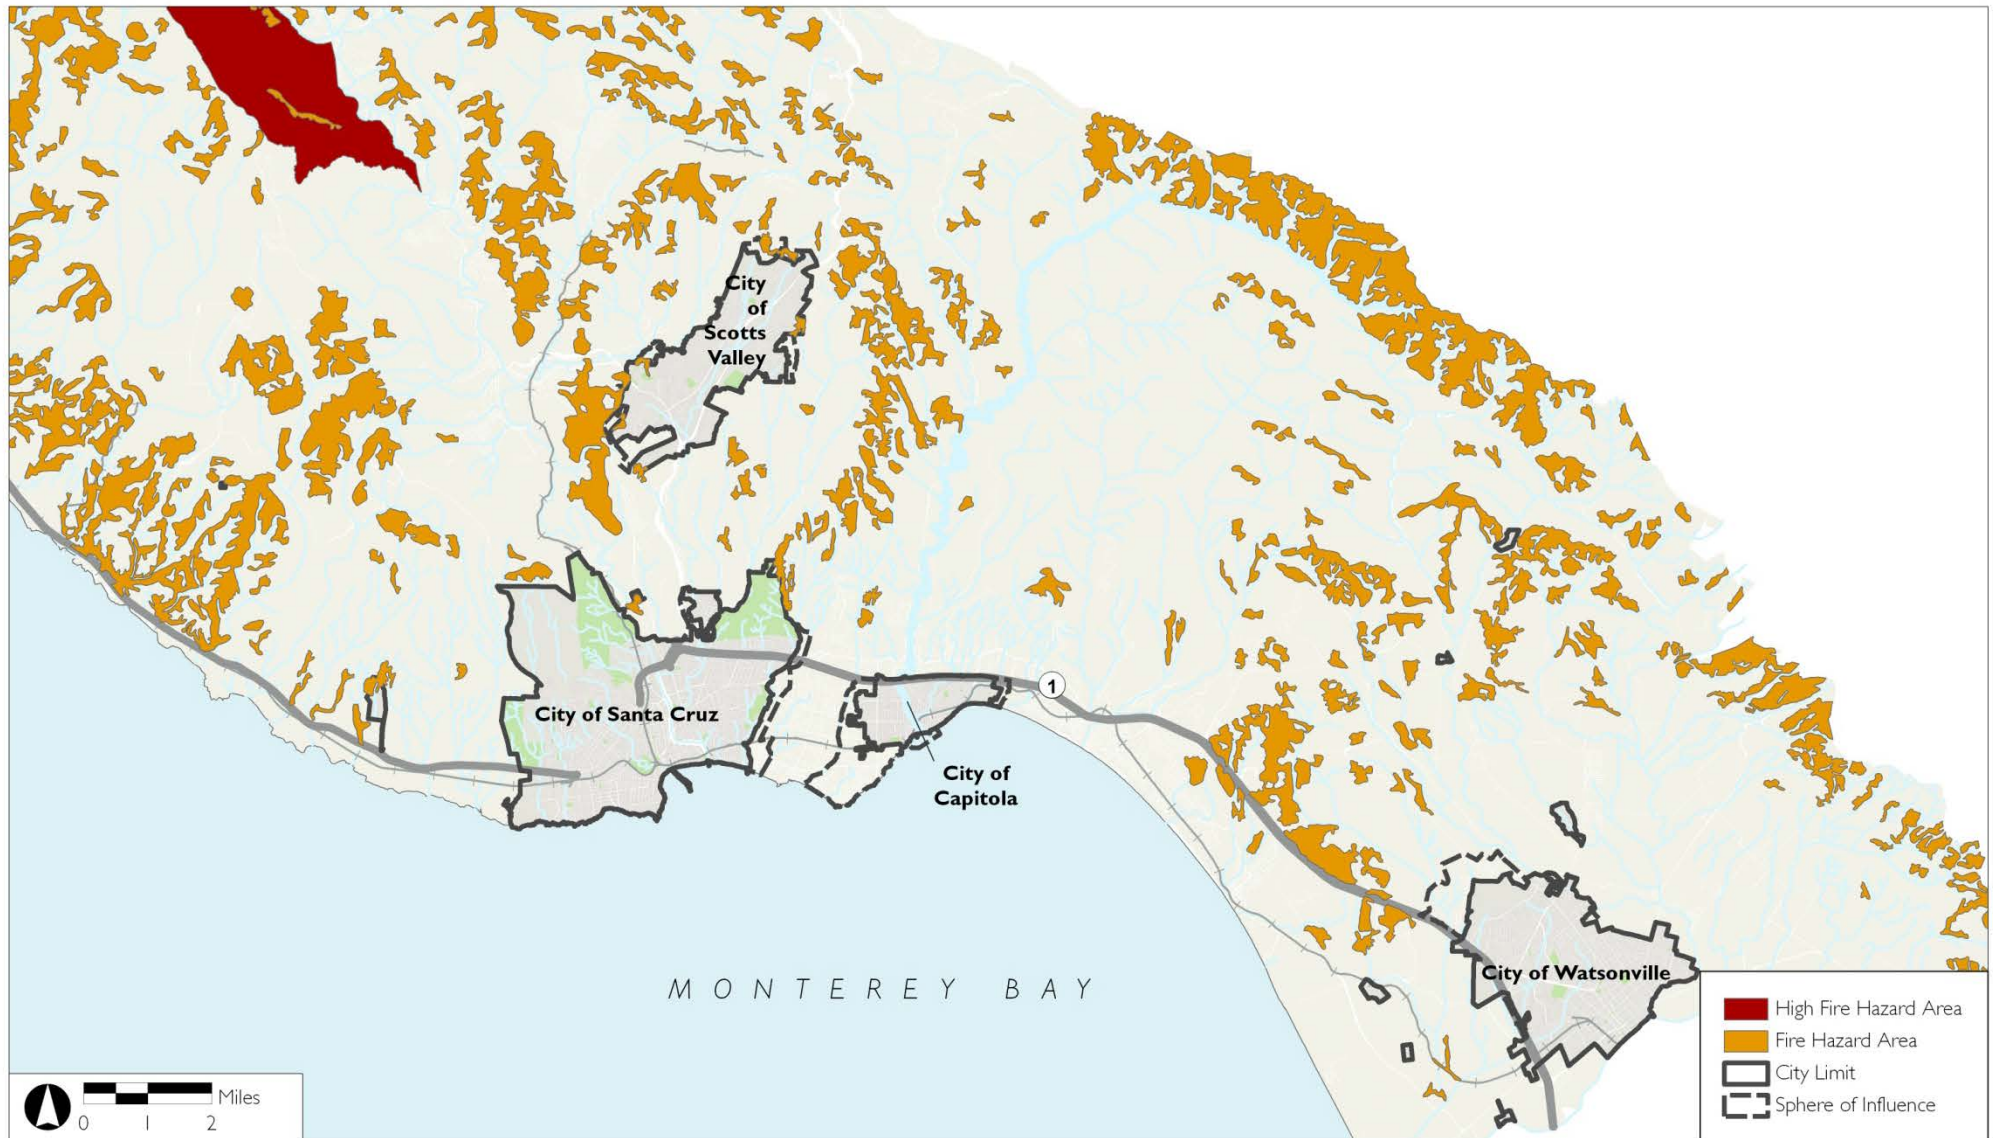 City
of
Scotts
Valley
City of Santa Cruz
1
City of
Capitola
City of Watsonville
MONTEREY BAY
High Fire Hazard Area
Fire Hazard Area
City Limit
Sphere of Influence
Miles
0 1 2